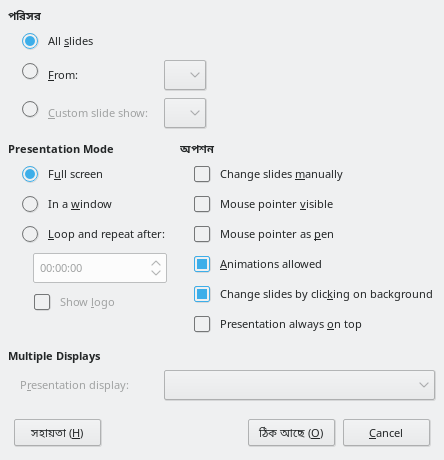 পরিসর
All slides
From:
Custom slide show:
Presentation Mode
অপশন
Full screen
Change slides manually
In a window
Mouse pointer visible
Loop and repeat after:
Mouse pointer as pen
00:00:00
Animations allowed
Show logo
Change slides by clicking on background
Presentation always on top
Multiple Displays
Presentation display:
সহায়তা (H)
ঠিক আছে (O)
Cancel